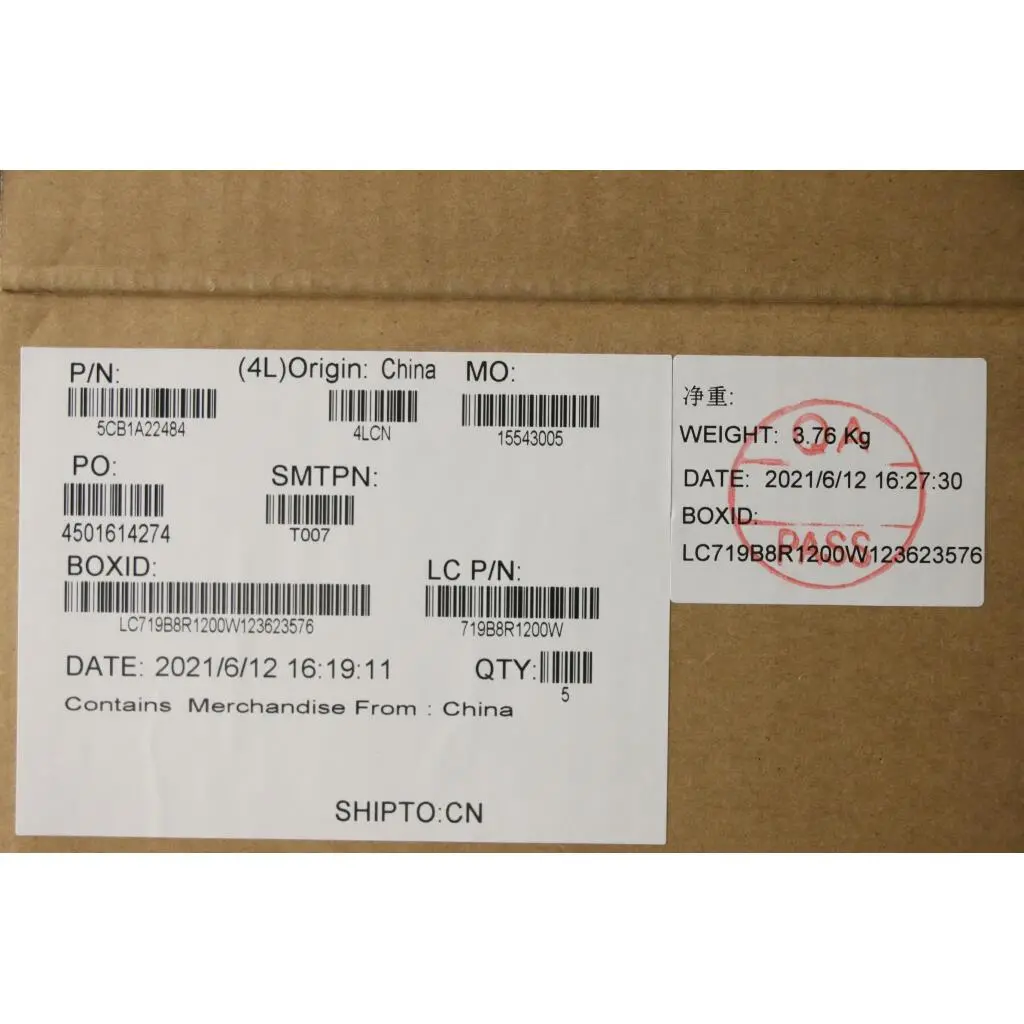 P/N:
(4L)Origin: China
MO:
5CB1A22484
4LCN
15543005
PO:
SMTPN:
4501614274
T007
BOXID:
LC P/N:
LC719B8R1200W123623576
719B8R1200W
DATE: 2021/6/12 16:19:11
QTY:
5
Contains Merchandise From : China
SHIPTO:CN
净重:
QA
WEIGHT: 3.76 Kg
DATE: 2021/6/12 16:27:30
BOXID:
PASS
LC719B8R1200W123623576